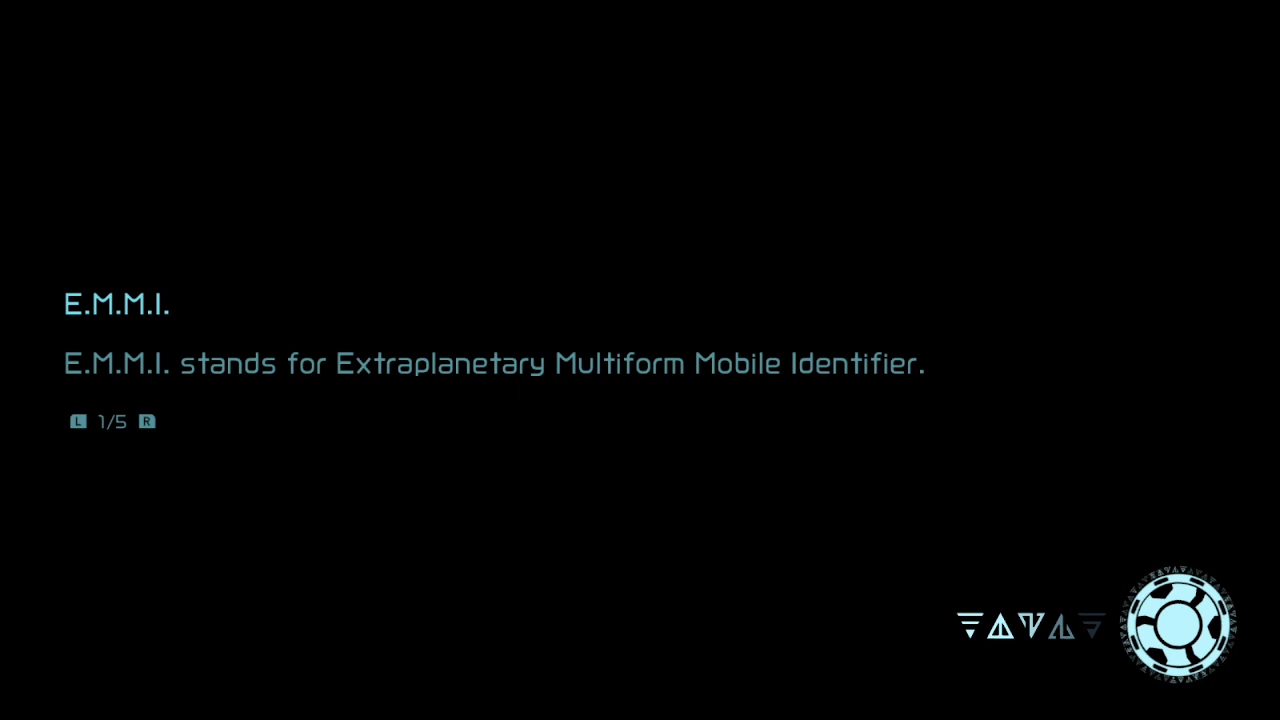 E.M.M.I.
E.M.M.I. stands for Extraplanetary Multiform Mobile Identifier.
L 1/5 R